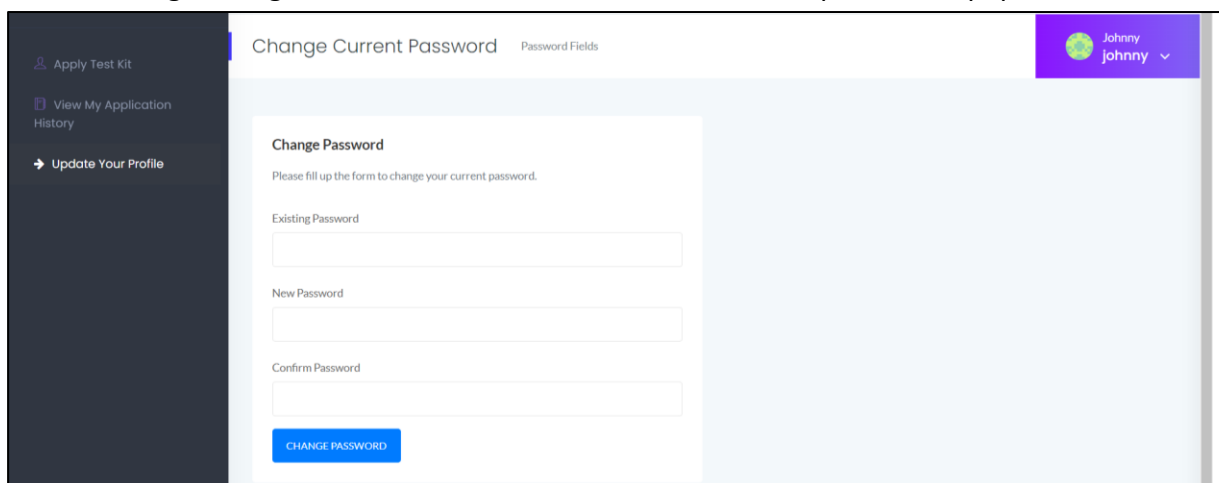 Apply Test Kit
View My Application
History
Update Your Profile
Change Current Password Password Fields
Johnny
johnny
Change Password
Please fill up the form to change your current password.
Existing Password
New Password
Confirm Password
CHANGE PASSWORD